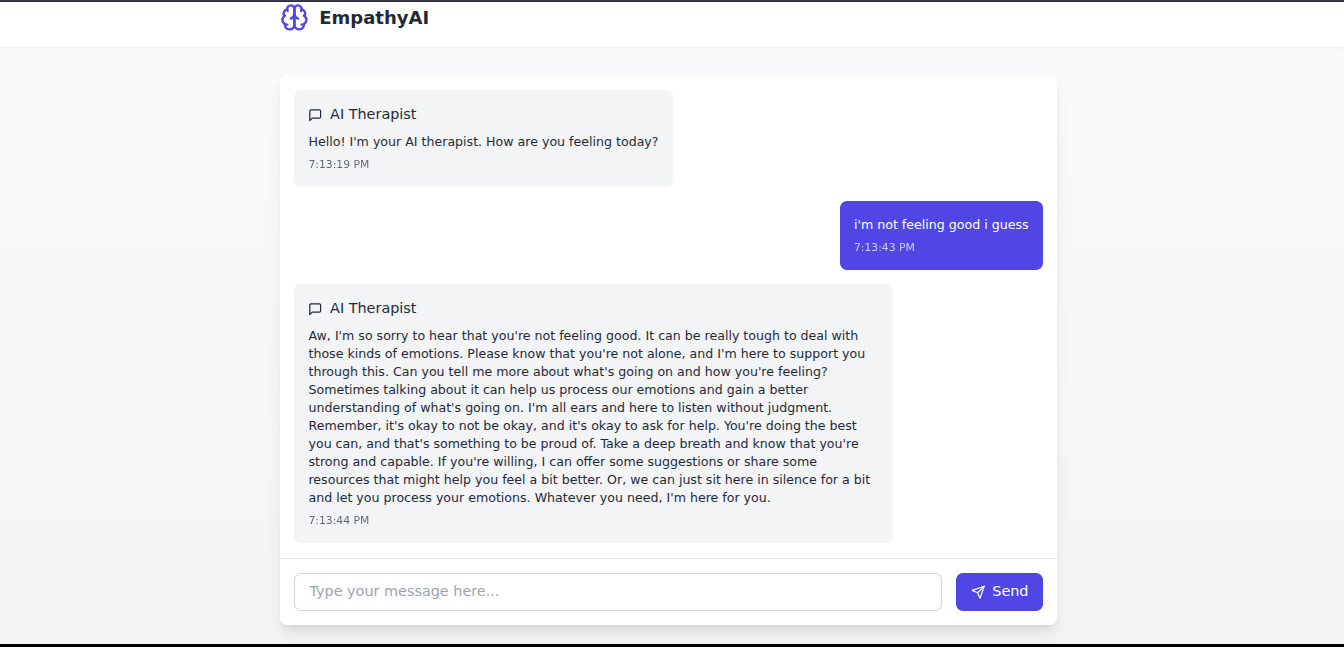 EmpathyAI
AI Therapist
Hello! I'm your AI therapist. How are you feeling today?
7:13:19 PM
i'm not feeling good i guess
7:13:43 PM
AI Therapist
Aw, I'm so sorry to hear that you're not feeling good. It can be really tough to deal with
those kinds of emotions. Please know that you're not alone, and I'm here to support you
through this. Can you tell me more about what's going on and how you're feeling?
Sometimes talking about it can help us process our emotions and gain a better
understanding of what's going on. I'm all ears and here to listen without judgment.
Remember, it's okay to not be okay, and it's okay to ask for help. You're doing the best
you can, and that's something to be proud of. Take a deep breath and know that you're
strong and capable. If you're willing, I can offer some suggestions or share some
resources that might help you feel a bit better. Or, we can just sit here in silence for a bit
and let you process your emotions. Whatever you need, I'm here for you.
7:13:44 PM
Type your message here...
Send